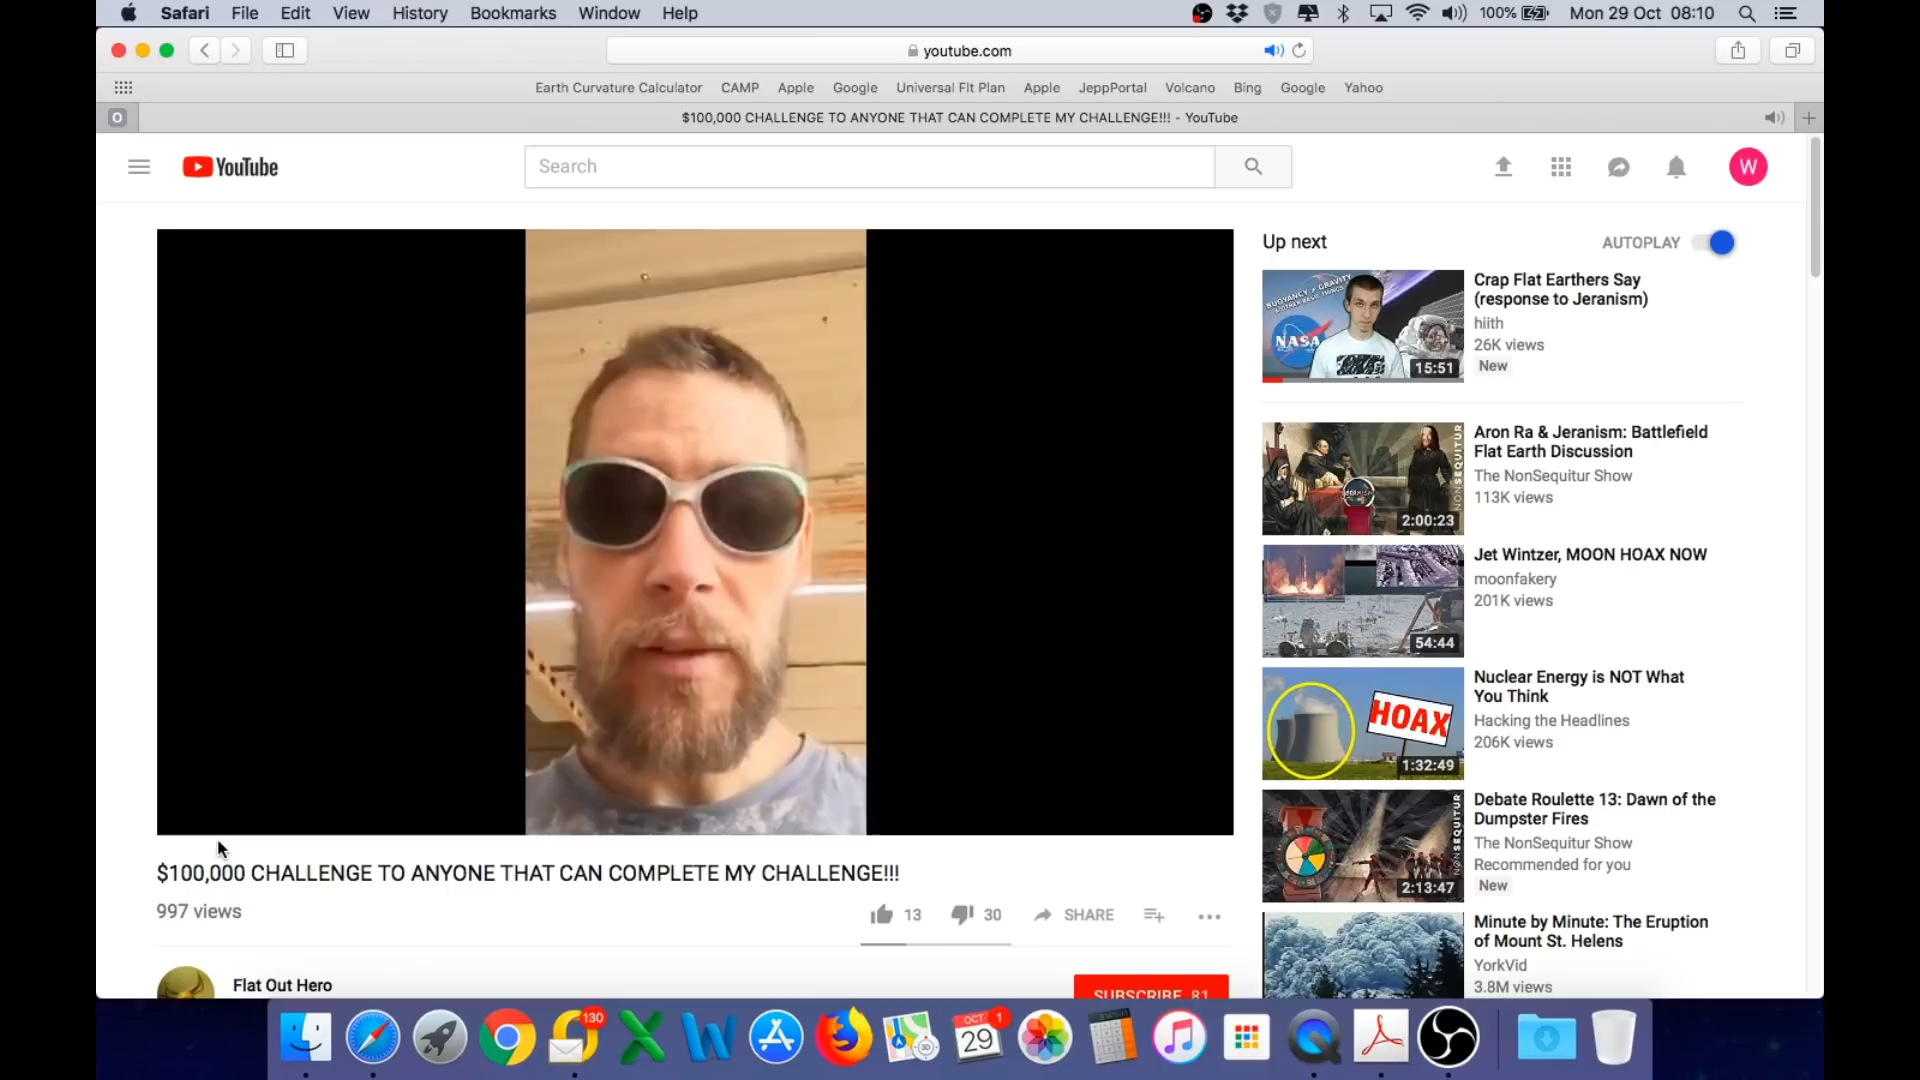 Safari File Edit View History Bookmarks Window Help
100% Mon 29 Oct 08:10
youtube.com
Earth Curvature Calculator CAMP Apple Google Universal Flt Plan Apple JeppPortal Volcano Bing Google Yahoo
O
$100,000 CHALLENGE TO ANYONE THAT CAN COMPLETE MY CHALLENGE!!! - YouTube
YouTube
Search
W
Up next
AUTOPLAY
BUOYANCY + GRAVITY
NASA
15:51
Crap Flat Earthers Say
(response to Jeranism)
hiith
26K views
New
NONSEQUITUR
2:00:23
Aron Ra & Jeranism: Battlefield
Flat Earth Discussion
The NonSequitur Show
113K views
54:44
Jet Wintzer, MOON HOAX NOW
moonfakery
201K views
HOAX
1:32:49
Nuclear Energy is NOT What
You Think
Hacking the Headlines
206K views
NONSEQUITUR
2:13:47
Debate Roulette 13: Dawn of the
Dumpster Fires
The NonSequitur Show
Recommended for you
New
Minute by Minute: The Eruption
of Mount St. Helens
YorkVid
3.8M views
$100,000 CHALLENGE TO ANYONE THAT CAN COMPLETE MY CHALLENGE!!!
997 views
13 30 SHARE
Flat Out Hero
SUBSCRIBE 81
130
OCT
29
1
3D